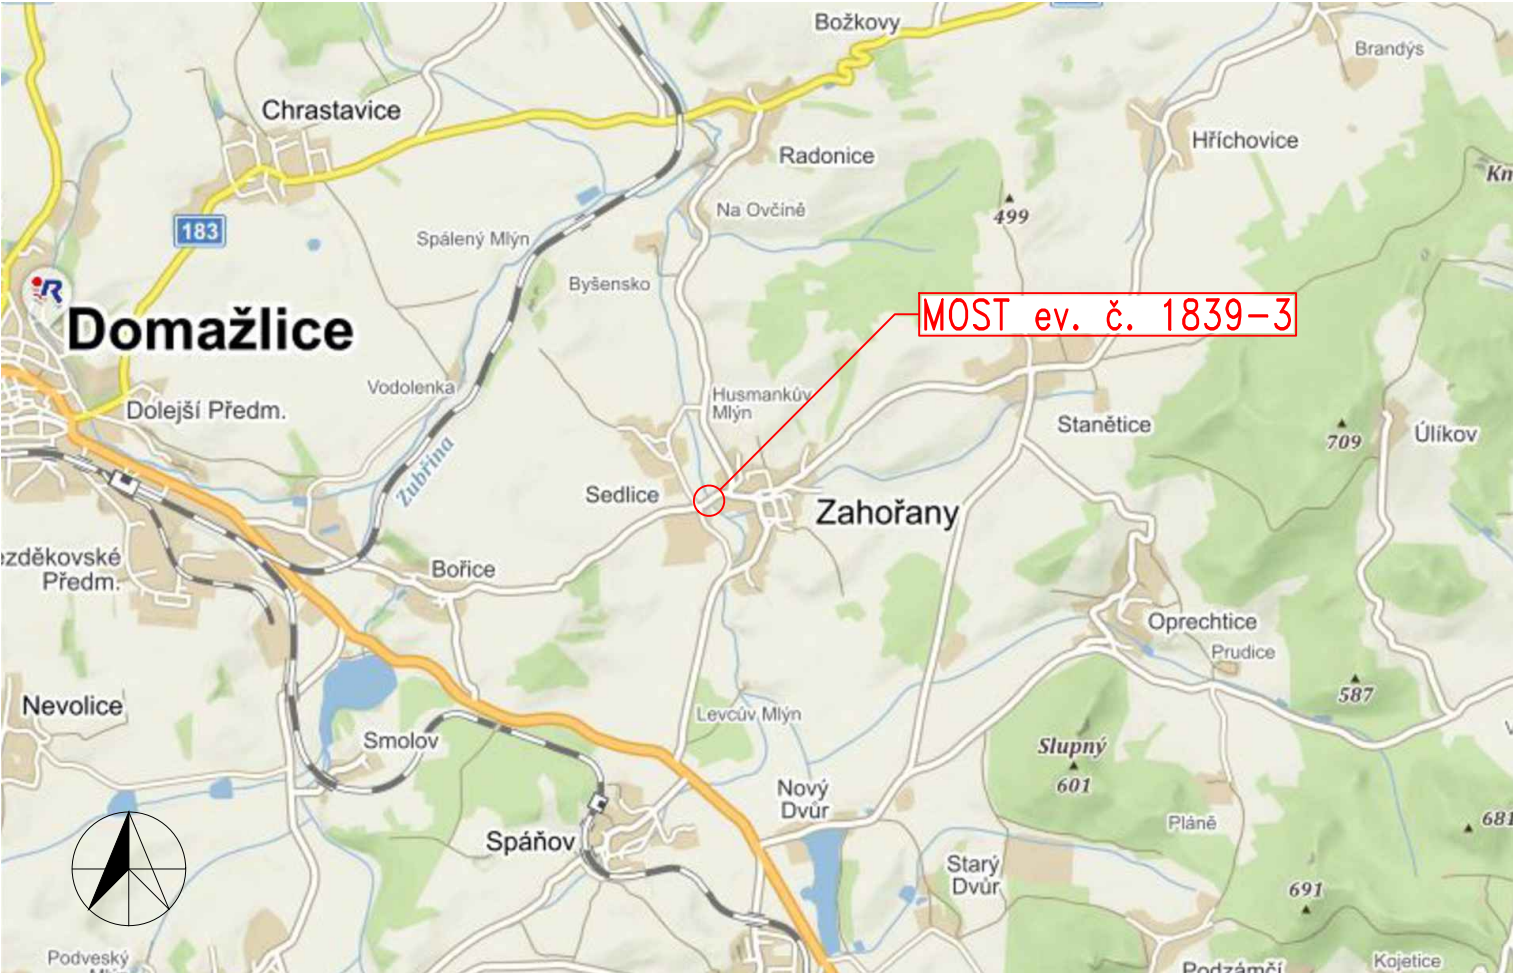 Božkovy
Brandýs
Chrastavice
Hříchovice
Radonice
Kn
Na Ovčíně
499
183
Spálený Mlýn
Byšensko
R
MOST ev. č. 1839-3
Domažlice
Vodolenka
Husmankův
Mlýn
Dolejší Předm.
Stanětice
709
Úlíkov
Zubřina
Sedlice
Zahořany
ezděkovské
Předm.
Bořice
Oprechtice
Prudice
587
Nevolice
Levcův Mlýn
Smolov
Slupný
601
Nový
Dvůr
Pláně
681
Spáňov
Starý
Dvůr
691
Podveský
Mlýn
Podzámčí
Kojetice